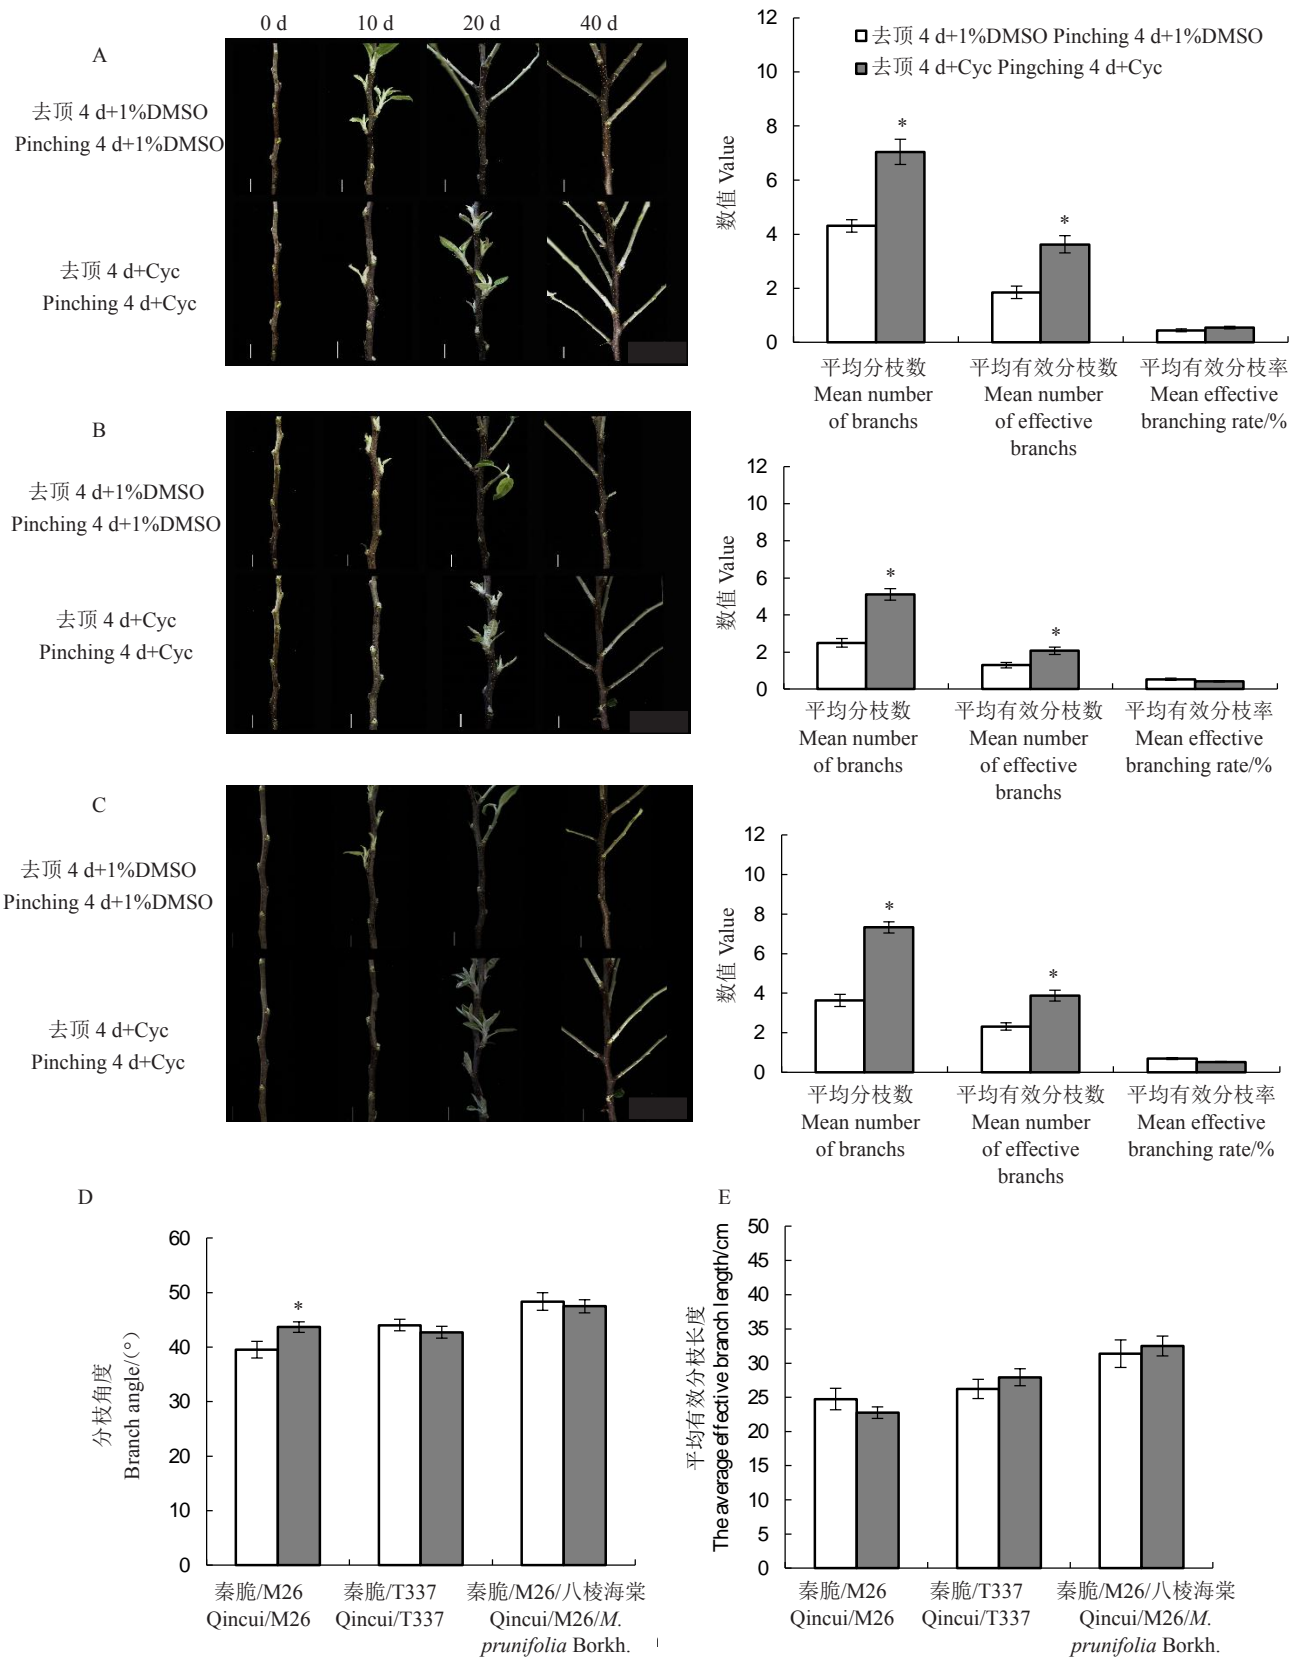 0 d 10 d 20 d 40 d
A
去顶 4 d+1%DMSO
Pinching 4 d+1%DMSO
去顶 4 d+Cyc
Pinching 4 d+Cyc
12
10
8
6
4
2
0
数值 Value
去顶 4 d+1%DMSO Pinching 4 d+1%DMSO
去顶 4 d+Cyc Pingching 4 d+Cyc
*
*
平均分枝数 平均有效分枝数 平均有效分枝率
Mean number Mean number Mean effective
of branchs of effective branching rate/%
branchs
B
去顶 4 d+1%DMSO
Pinching 4 d+1%DMSO
去顶 4 d+Cyc
Pinching 4 d+Cyc
12
10
8
6
4
2
0
数值 Value
*
*
平均分枝数 平均有效分枝数 平均有效分枝率
Mean number Mean number Mean effective
of branchs of effective branching rate/%
branchs
C
去顶 4 d+1%DMSO
Pinching 4 d+1%DMSO
去顶 4 d+Cyc
Pinching 4 d+Cyc
12
10
8
6
4
2
0
数值 Value
*
*
平均分枝数 平均有效分枝数 平均有效分枝率
Mean number Mean number Mean effective
of branchs of effective branching rate/%
branchs
D
60
50
40
30
20
10
0
分枝角度
Branch angle/(°)
*
秦脆/M26 秦脆/T337 秦脆/M26/八棱海棠
Qincui/M26 Qincui/T337 Qincui/M26/M.
prunifolia Borkh.
E
50
45
40
35
30
25
20
15
10
5
0
平均有效分枝长度
The average effective branch length/cm
秦脆/M26 秦脆/T337 秦脆/M26/八棱海棠
Qincui/M26 Qincui/T337 Qincui/M26/M.
prunifolia Borkh.